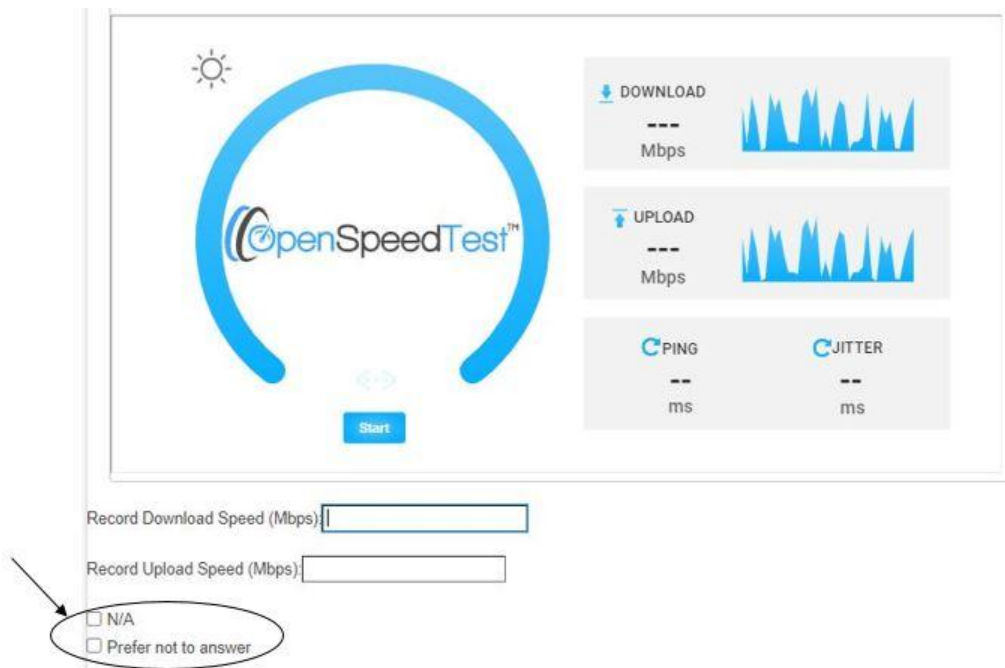 OpenSpeedTest™
Start
DOWNLOAD
---
Mbps
UPLOAD
---
Mbps
PING
--
ms
JITTER
--
ms
Record Download Speed (Mbps):
Record Upload Speed (Mbps):
N/A
Prefer not to answer